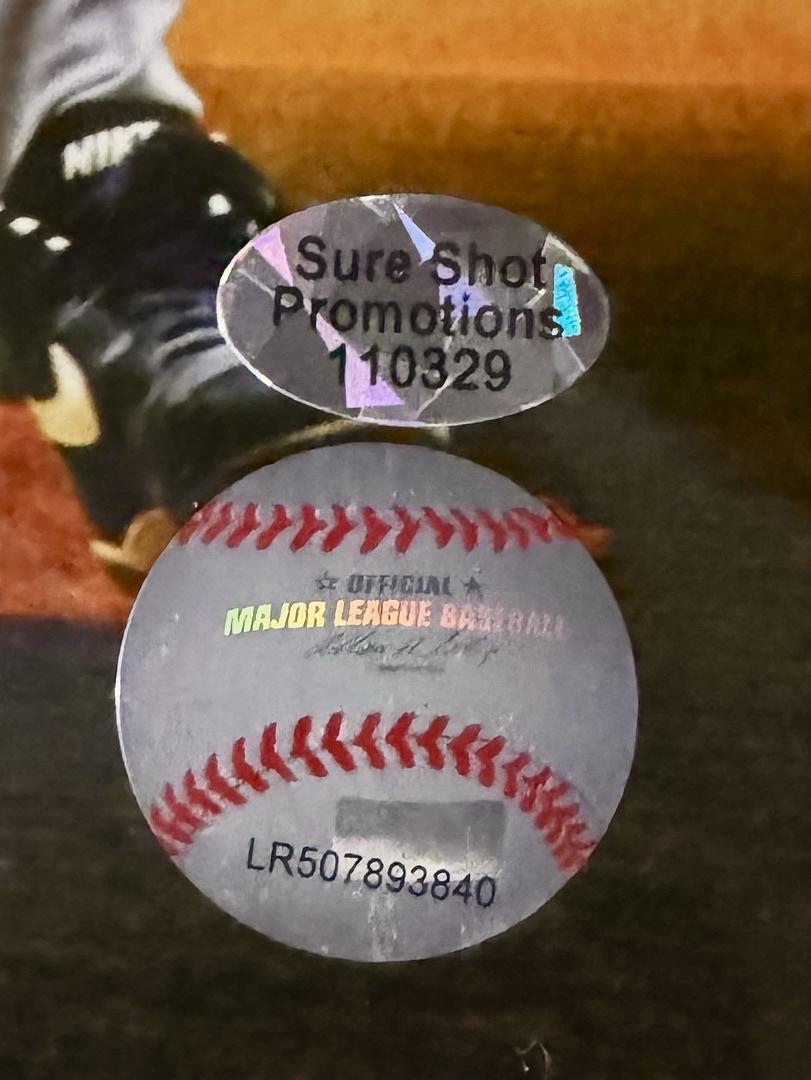 NIKE
Sure Shot
Promotions
110329
☆ OFFICIAL ★
MAJOR LEAGUE BASEBALL
LR507893840